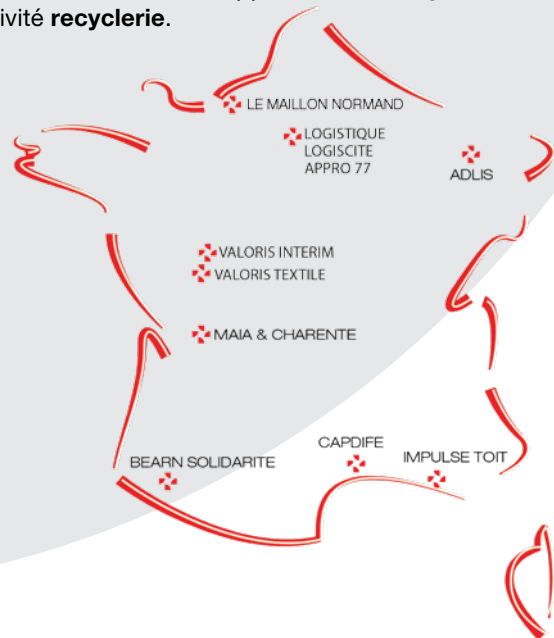 ivité recyclerie.
LE MAILLON NORMAND
LOGISTIQUE
LOGISCITE
APPRO 77
ADLIS
VALORIS INTERIM
VALORIS TEXTILE
MAIA & CHARENTE
CAPDIFE
IMPULSE TOIT
BEARN SOLIDARITE